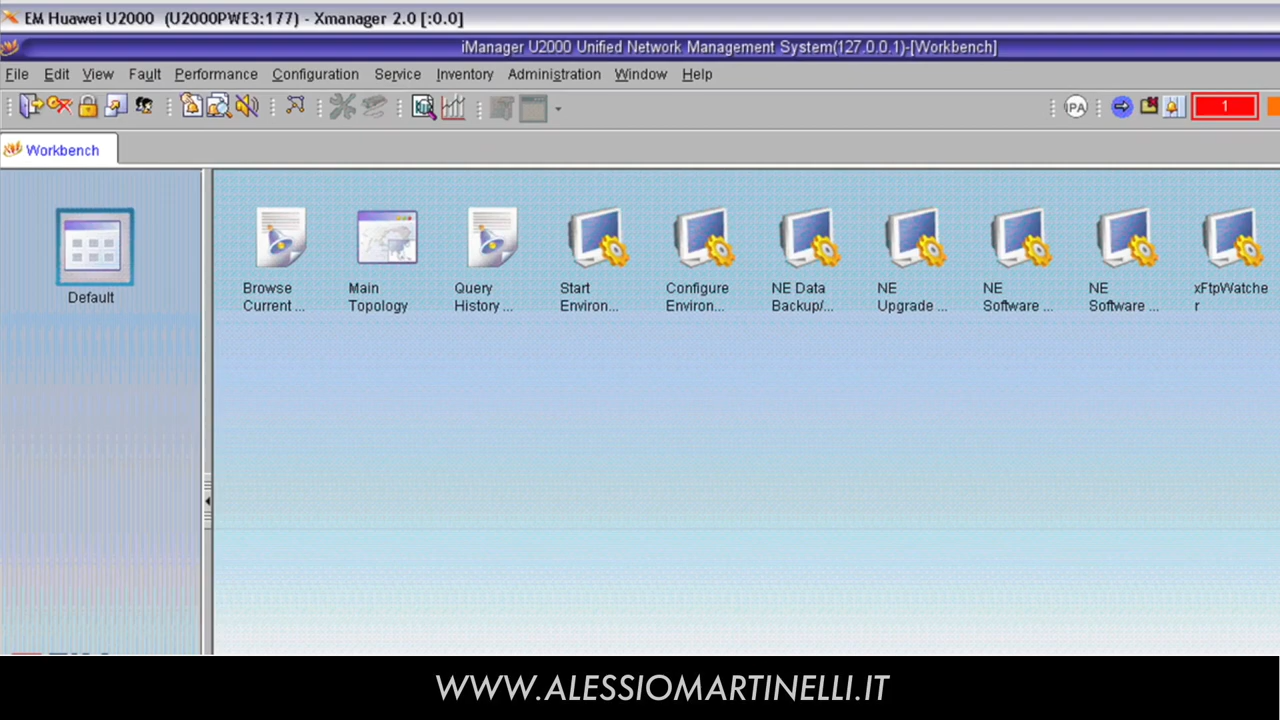 EM Huawei U2000 (U2000PWE3:177) - Xmanager 2.0 [:0.0]
iManager U2000 Unified Network Management System(127.0.0.1)-[Workbench]
File Edit View Fault Performance Configuration Service Inventory Administration Window Help
IPA 1
Workbench
Default
Browse Current ...
Main Topology
Query History ...
Start Environ...
Configure Environ...
NE Data Backup/...
NE Upgrade ...
NE Software ...
NE Software ...
xFtpWatcher
WWW.ALESSIOMARTINELLI.IT